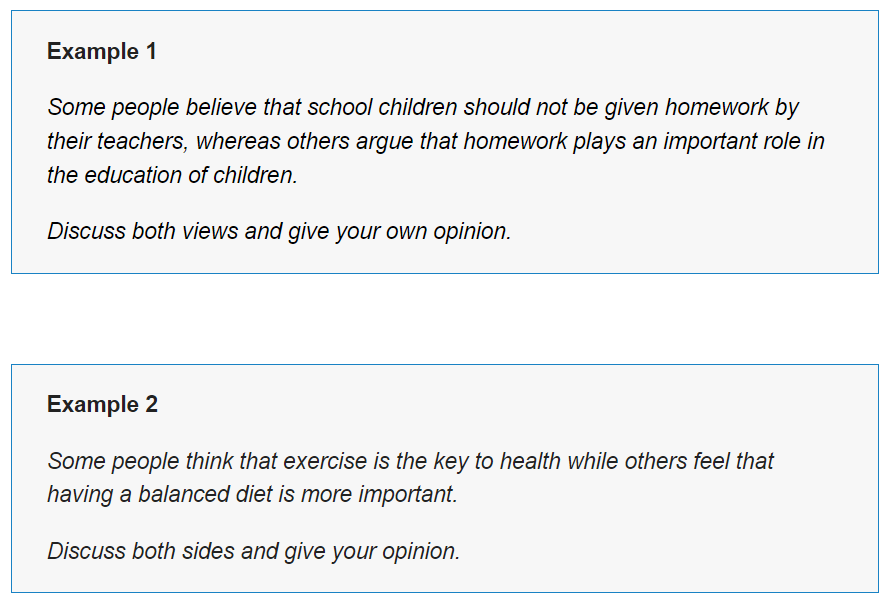 Example 1
Some people believe that school children should not be given homework by
their teachers, whereas others argue that homework plays an important role in
the education of children.
Discuss both views and give your own opinion.
Example 2
Some people think that exercise is the key to health while others feel that
having a balanced diet is more important.
Discuss both sides and give your opinion.